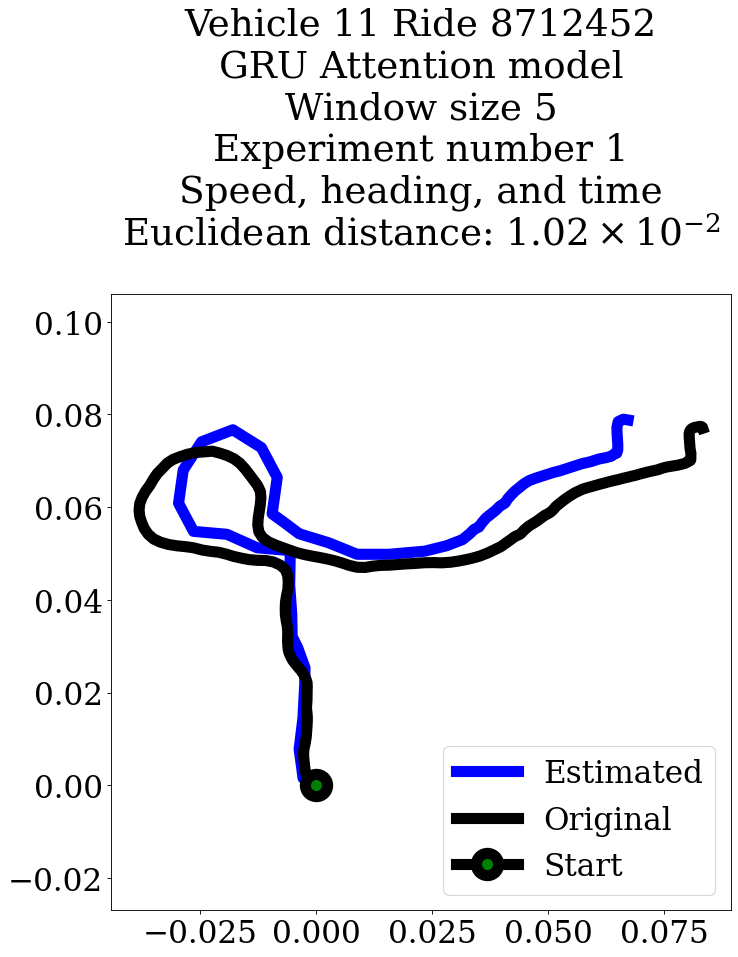 Vehicle 11 Ride 8712452
GRU Attention model
Window size 5
Experiment number 1
Speed, heading, and time
Euclidean distance: 1.02 × 10⁻²
0.10
0.08
0.06
0.04
0.02
0.00
−0.02
−0.025 0.000 0.025 0.050 0.075
Estimated
Original
Start